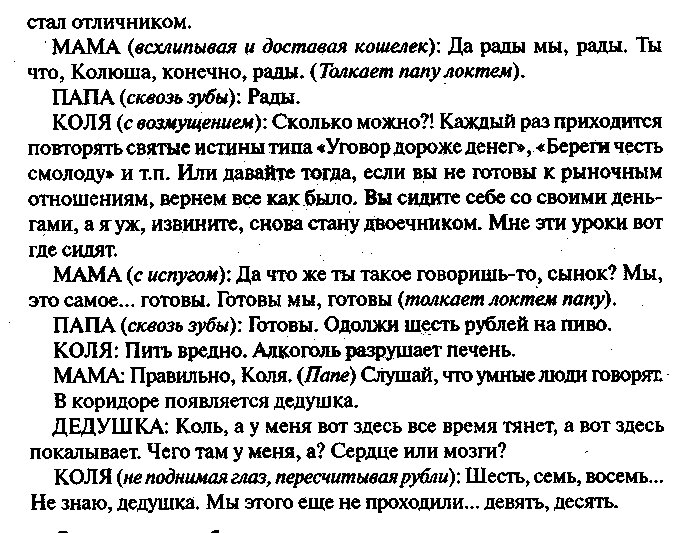 стал отличником.
МАМА (всхлипывая и доставая кошелек): Да рады мы, рады. Ты
что, Колюша, конечно, рады. (Толкает папу локтем).
ПАПА (сквозь зубы): Рады.
КОЛЯ (с возмущением): Сколько можно?! Каждый раз приходится
повторять святые истины типа «Уговор дороже денег», «Береги честь
смолоду» и т.п. Или давайте тогда, если вы не готовы к рыночным
отношениям, вернем все как было. Вы сидите себе со своими день-
гами, а я уж, извините, снова стану двоечником. Мне эти уроки вот
где сидят.
МАМА (с испугом): Да что же ты такое говоришь-то, сынок? Мы,
это самое... готовы. Готовы мы, готовы (толкает локтем папу).
ПАПА (сквозь зубы): Готовы. Одолжи шесть рублей на пиво.
КОЛЯ: Пить вредно. Алкоголь разрушает печень.
МАМА: Правильно, Коля. (Папе) Слушай, что умные люди говорят.
В коридоре появляется дедушка.
ДЕДУШКА: Коль, а у меня вот здесь все время тянет, а вот здесь
покалывает. Чего там у меня, а? Сердце или мозги?
КОЛЯ (не поднимая глаз, пересчитывая рубли): Шесть, семь, восемь...
Не знаю, дедушка. Мы этого еще не проходили... девять, десять.